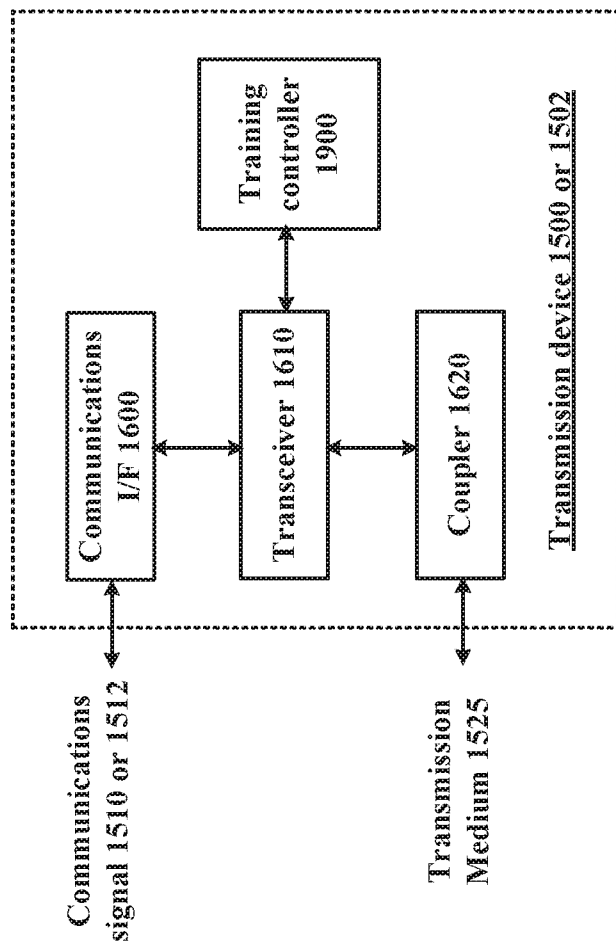 Communications
signal 1510 or 1512
Transmission
Medium 1525
Communications
I/F 1600
Transceiver 1610
Coupler 1620
Training
controller
1900
Transmission device 1500 or 1502